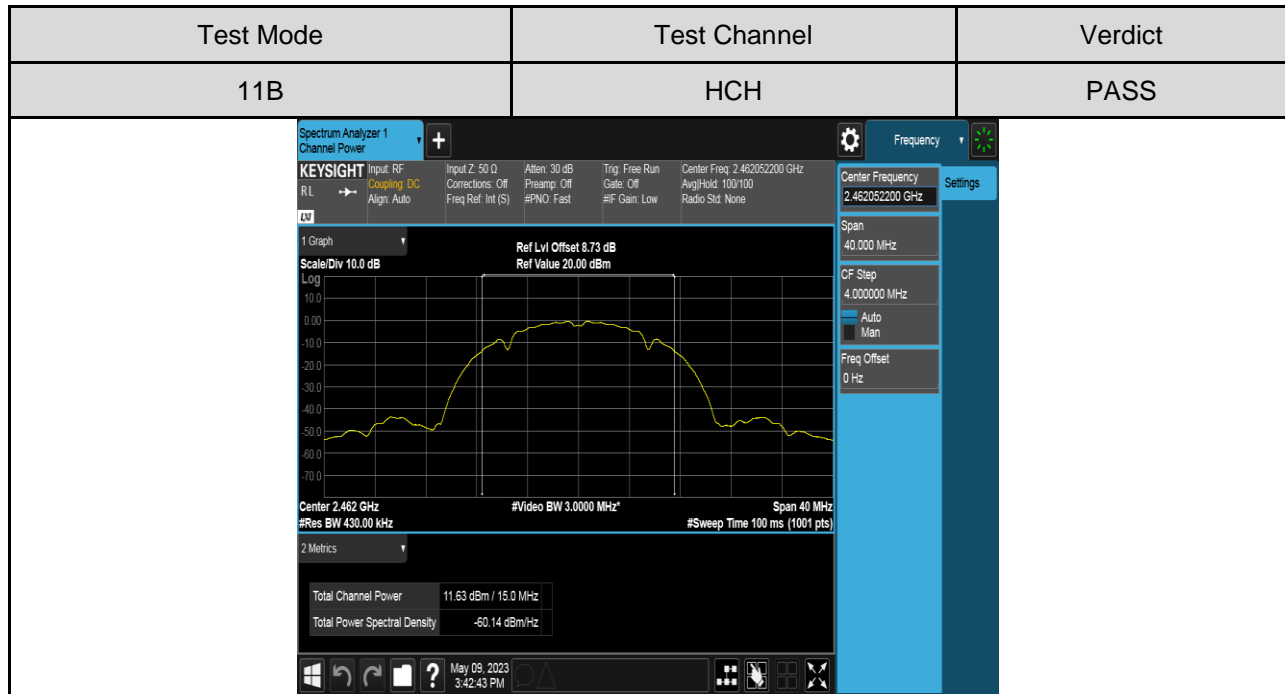 Test Mode Test Channel Verdict
11B HCH PASS
Spectrum Analyzer 1
Channel Power
+
Frequency
KEYSIGHT Input: RF Input Z: 50 Ω Atten: 30 dB Trig: Free Run Center Freq: 2.462052200 GHz
RL Coupling: DC Corrections: Off Preamp: Off Gate: Off Avg|Hold: 100/100
Align: Auto Freq Ref: Int (S) #PNO: Fast #IF Gain: Low Radio Std: None
LXI
Center Frequency
2.462052200 GHz
Settings
Span
40.000 MHz
CF Step
4.000000 MHz
Auto
Man
Freq Offset
0 Hz
1 Graph
Ref Lvl Offset 8.73 dB
Scale/Div 10.0 dB Ref Value 20.00 dBm
Log
10.0
0.00
-10.0
-20.0
-30.0
-40.0
-50.0
-60.0
-70.0
Center 2.462 GHz #Video BW 3.0000 MHz* Span 40 MHz
#Res BW 430.00 kHz #Sweep Time 100 ms (1001 pts)
2 Metrics
Total Channel Power 11.63 dBm / 15.0 MHz
Total Power Spectral Density -60.14 dBm/Hz
? May 09, 2023
3:42:43 PM